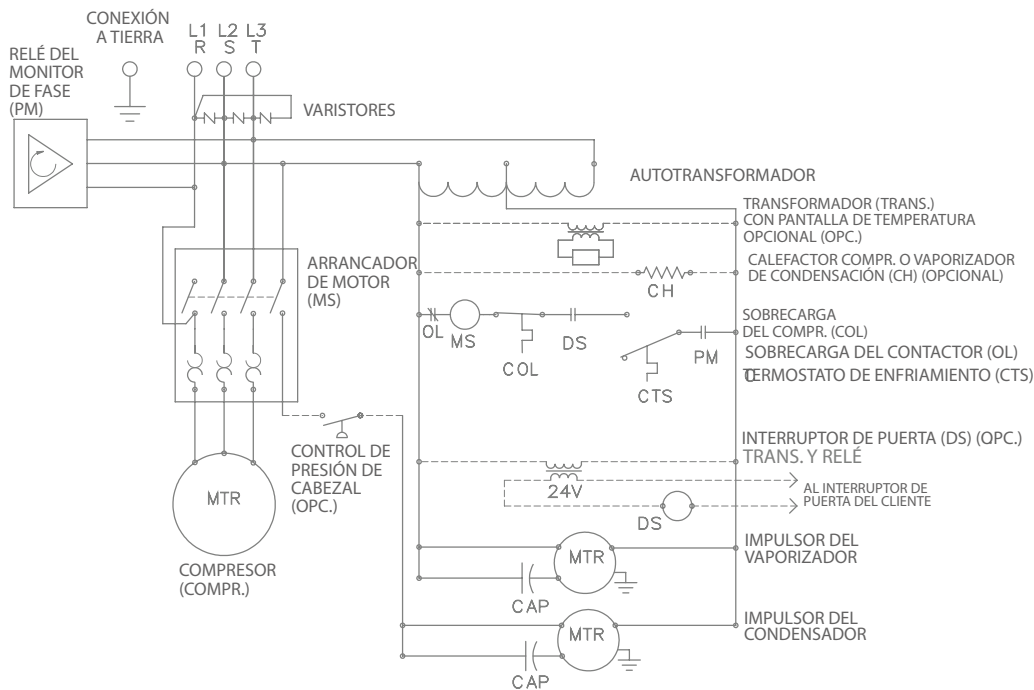 CONEXIÓN
A TIERRA
L1 L2 L3
R S T
RELÉ DEL
MONITOR
DE FASE
(PM)
VARISTORES
AUTOTRANSFORMADOR
TRANSFORMADOR (TRANS.)
CON PANTALLA DE TEMPERATURA
OPCIONAL (OPC.)
ARRANCADOR
DE MOTOR
(MS)
CALEFACTOR COMPR. O VAPORIZADOR
DE CONDENSACIÓN (CH) (OPCIONAL)
CH
OL
MS
COL
DS
CTS
PM
SOBRECARGA
DEL COMPR. (COL)
SOBRECARGA DEL CONTACTOR (OL)
TERMOSTATO DE ENFRIAMIENTO (CTS)
CONTROL DE
PRESIÓN DE
CABEZAL
(OPC.)
INTERRUPTOR DE PUERTA (DS) (OPC.)
TRANS. Y RELÉ
24V
AL INTERRUPTOR DE
PUERTA DEL CLIENTE
DS
MTR
COMPRESOR
(COMPR.)
MTR
CAP
IMPULSOR DEL
VAPORIZADOR
MTR
CAP
IMPULSOR DEL
CONDENSADOR